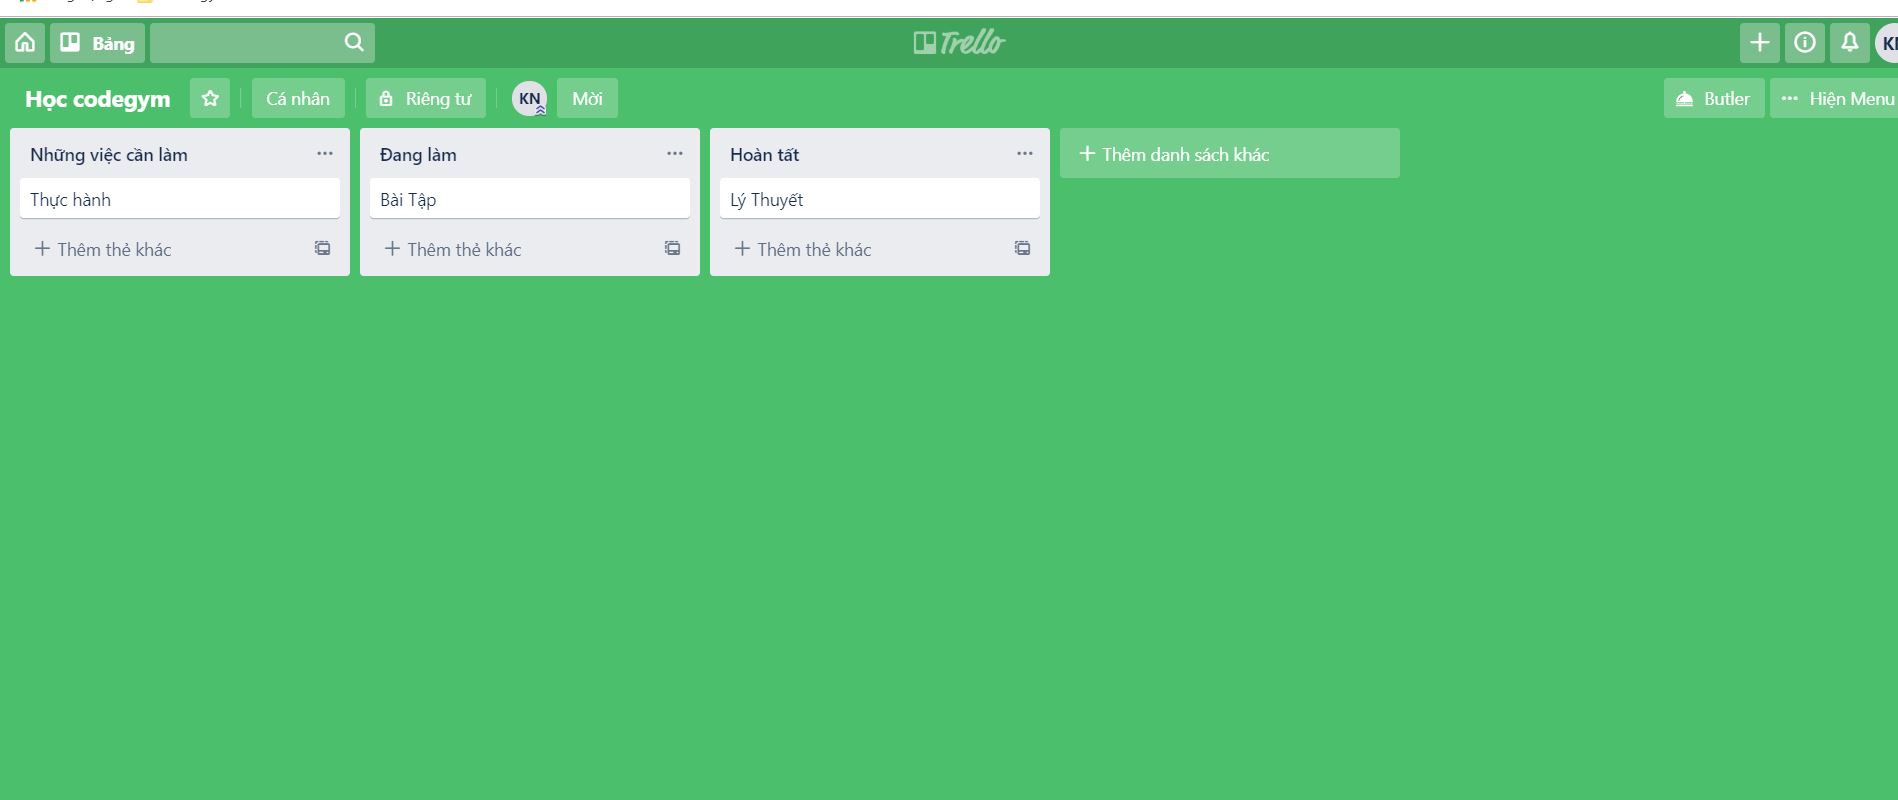 Bảng
Trello
KN
Học codegym
Cá nhân
Riêng tư
KN
Mời
Butler
Hiện Menu
Những việc cần làm
Đang làm
Hoàn tất
Thêm danh sách khác
Thực hành
Bài Tập
Lý Thuyết
Thêm thẻ khác
Thêm thẻ khác
Thêm thẻ khác